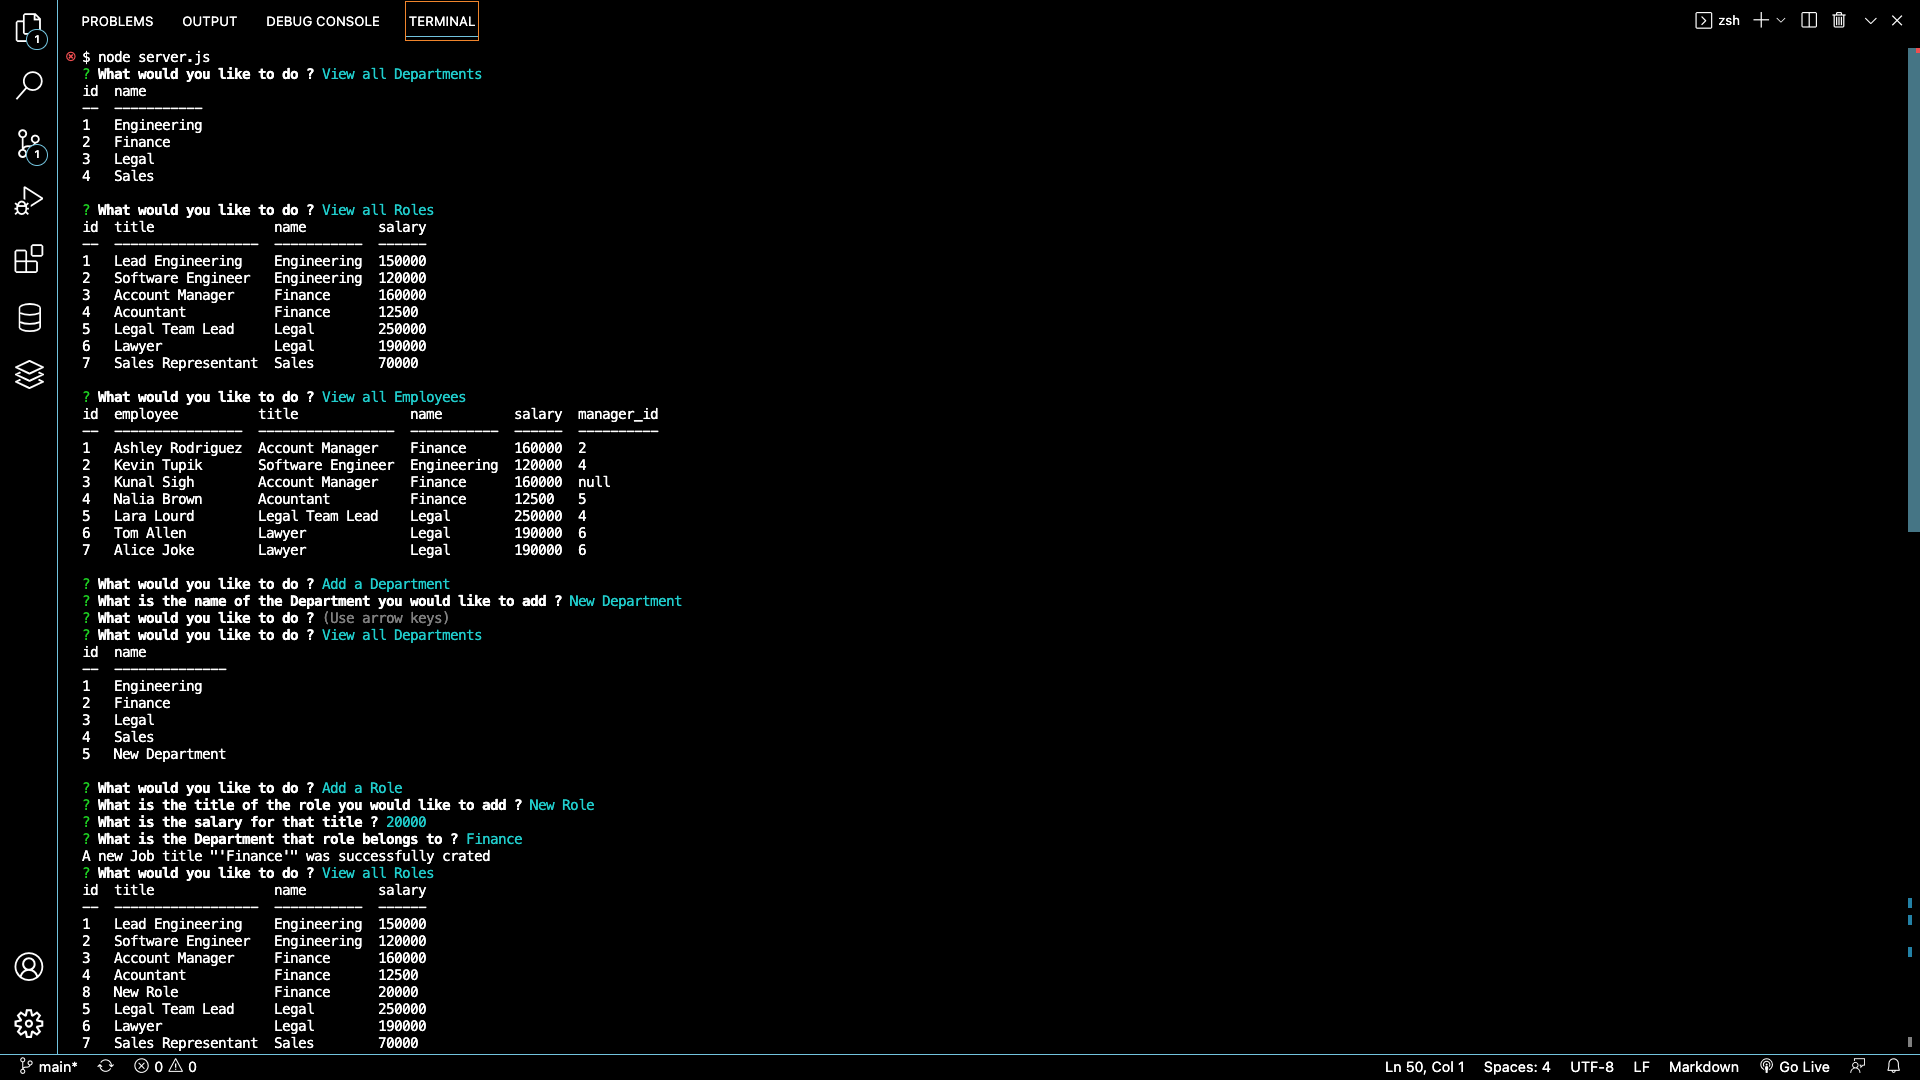 PROBLEMS OUTPUT DEBUG CONSOLE TERMINAL zsh
1
1
$ node server.js
? What would you like to do ? View all Departments
id name
-- -----------
1 Engineering
2 Finance
3 Legal
4 Sales
? What would you like to do ? View all Roles
id title name salary
-- ------------------ ----------- ------
1 Lead Engineering Engineering 150000
2 Software Engineer Engineering 120000
3 Account Manager Finance 160000
4 Acountant Finance 12500
5 Legal Team Lead Legal 250000
6 Lawyer Legal 190000
7 Sales Representant Sales 70000
? What would you like to do ? View all Employees
id employee title name salary manager_id
-- ---------------- ----------------- ----------- ------ ----------
1 Ashley Rodriguez Account Manager Finance 160000 2
2 Kevin Tupik Software Engineer Engineering 120000 4
3 Kunal Sigh Account Manager Finance 160000 null
4 Nalia Brown Acountant Finance 12500 5
5 Lara Lourd Legal Team Lead Legal 250000 4
6 Tom Allen Lawyer Legal 190000 6
7 Alice Joke Lawyer Legal 190000 6
? What would you like to do ? Add a Department
? What is the name of the Department you would like to add ? New Department
? What would you like to do ? (Use arrow keys)
? What would you like to do ? View all Departments
id name
-- --------------
1 Engineering
2 Finance
3 Legal
4 Sales
5 New Department
? What would you like to do ? Add a Role
? What is the title of the role you would like to add ? New Role
? What is the salary for that title ? 20000
? What is the Department that role belongs to ? Finance
A new Job title "'Finance'" was successfully crated
? What would you like to do ? View all Roles
id title name salary
-- ------------------ ----------- ------
1 Lead Engineering Engineering 150000
2 Software Engineer Engineering 120000
3 Account Manager Finance 160000
4 Acountant Finance 12500
8 New Role Finance 20000
5 Legal Team Lead Legal 250000
6 Lawyer Legal 190000
7 Sales Representant Sales 70000
main* 0 0 Ln 50, Col 1 Spaces: 4 UTF-8 LF Markdown Go Live